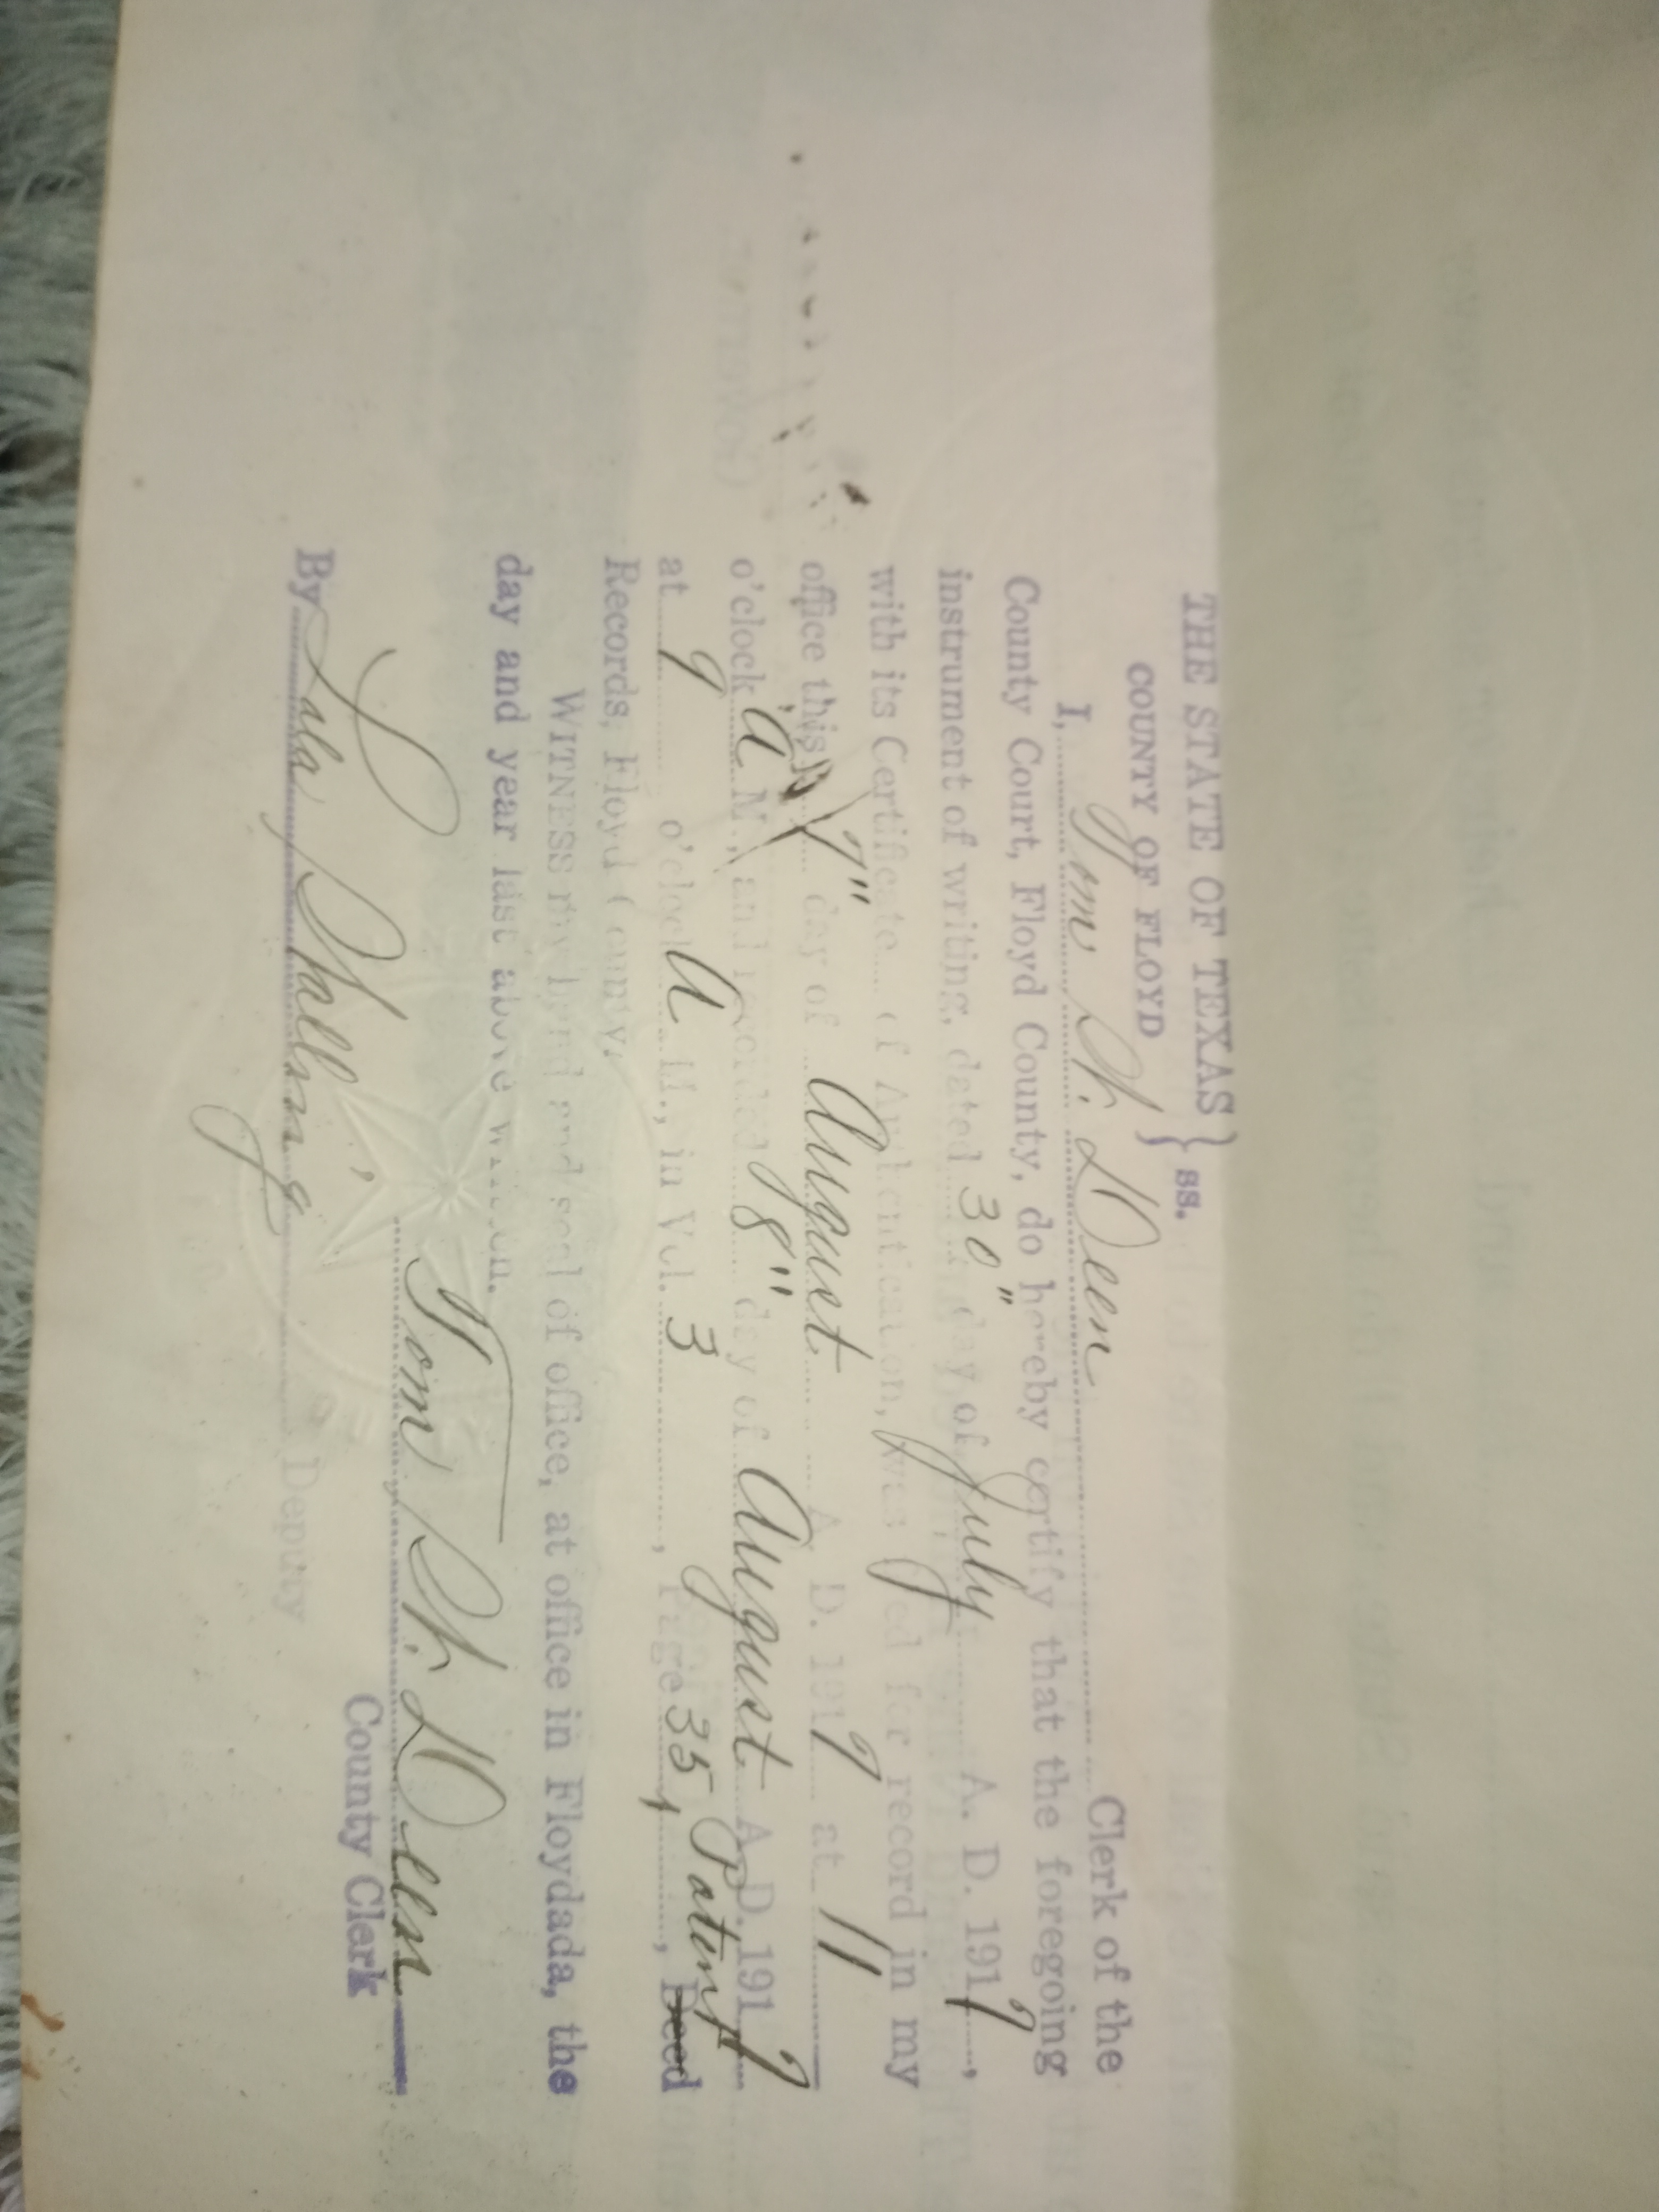 THE STATE OF TEXAS } ss.
COUNTY OF FLOYD }
I, Tom W. Deen Clerk of the
County Court, Floyd County, do hereby certify that the foregoing
instrument of writing, dated 30" day of July A. D. 1917,
with its Certificate of Authentication, was filed for record in my
office this 7" day of August A. D. 1917 at 11
o'clock a M., and recorded 8" day of August A. D. 1917
at 9 o'clock a M., in Vol. 3, Page 35, Patent Deed
Records, Floyd County.
WITNESS my hand and seal of office, at office in Floydada, the
day and year last above written.
Tom W. Deen
County Clerk
By Lula Deputy